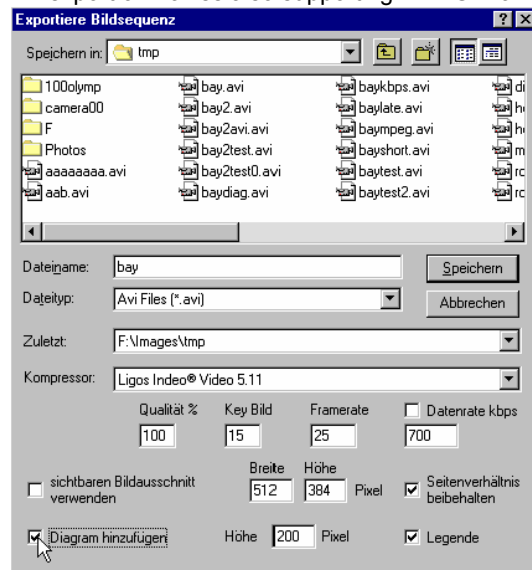 Exportiere Bildsequenz
Speichern in: tmp
100olymp bay.avi baykbps.avi di
camera00 bay2.avi baylate.avi
F bay2avi.avi baympeg.avi
Photos bay2test.avi bayshort.avi
aaaaaaaa.avi bay2test0.avi baytest.avi
aab.avi baydiag.avi baytest2.avi
Dateiname: bay Speichern
Dateityp: Avi Files (*.avi) Abbrechen
Zuletzt: F:\Images\tmp
Kompressor: Ligos Indeo® Video 5.11
Qualität % Key Bild Framerate Datenrate kbps
100 15 25 700
Breite Höhe
sichtbaren Bildausschnitt verwenden 512 384 Pixel Seitenverhältnis beibehalten
Diagram hinzufügen Höhe 200 Pixel Legende